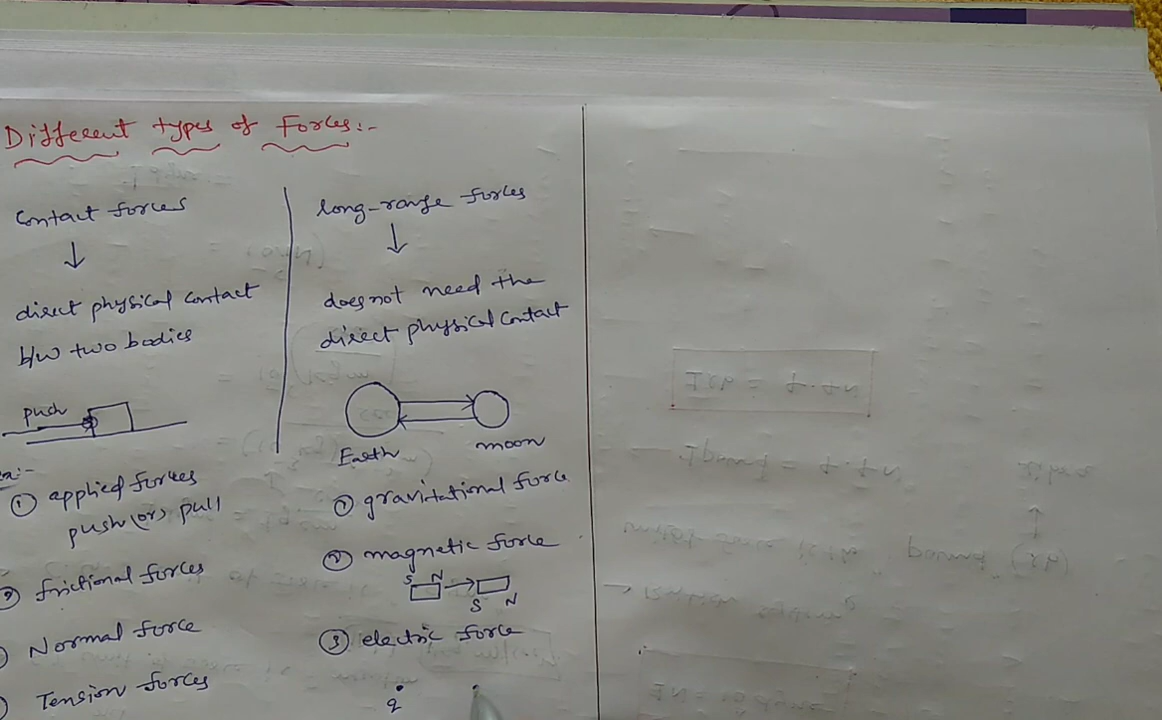 Different types of Forces:-
Contact forces
↓
direct physical contact
b/w two bodies
push
Ex:-
① applied forces
push (or) pull
② frictional forces
Normal force
Tension forces
long-range forces
↓
does not need the
direct physical contact
Earth
moon
① gravitational force
② magnetic force
S N → S N
③ electric force
q